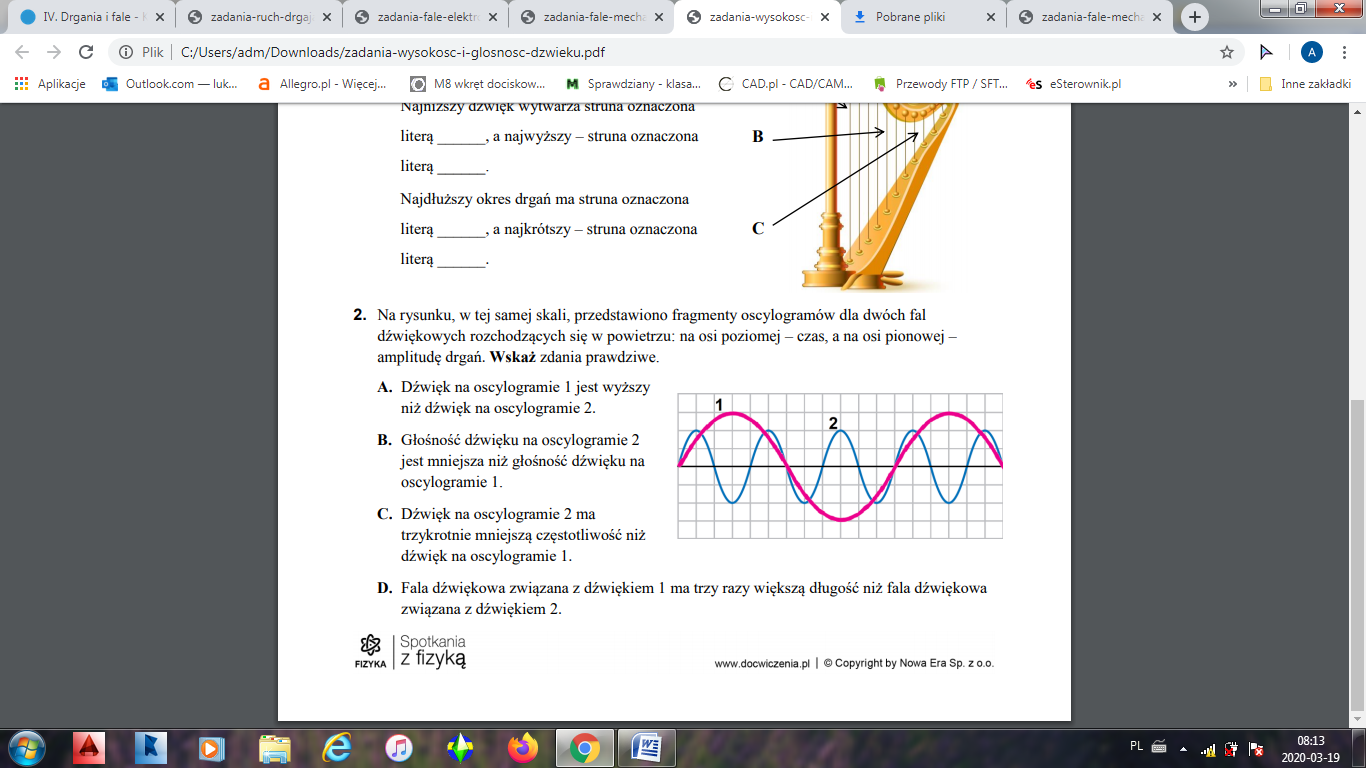 IV. Drgania i fale - K
zadania-ruch-drgaj
zadania-fale-elektr
zadania-fale-mecha
zadania-wysokosc-
Pobrane pliki
zadania-fale-mecha
Plik
C:/Users/adm/Downloads/zadania-wysokosc-i-glosnosc-dzwieku.pdf
A
Aplikacje
Outlook.com — luk...
Allegro.pl - Więcej...
M8 wkręt dociskow...
Sprawdziany - klasa...
CAD.pl - CAD/CAM...
Przewody FTP / SFT...
eSterownik.pl
»
Inne zakładki
Najniższy dźwięk wytwarza struna oznaczona
literą ______, a najwyższy – struna oznaczona
literą ______.
Najdłuższy okres drgań ma struna oznaczona
literą ______, a najkrótszy – struna oznaczona
literą ______.
B
C
2. Na rysunku, w tej samej skali, przedstawiono fragmenty oscylogramów dla dwóch fal
dźwiękowych rozchodzących się w powietrzu: na osi poziomej – czas, a na osi pionowej –
amplitudę drgań. Wskaż zdania prawdziwe.
A. Dźwięk na oscylogramie 1 jest wyższy
niż dźwięk na oscylogramie 2.
B. Głośność dźwięku na oscylogramie 2
jest mniejsza niż głośność dźwięku na
oscylogramie 1.
C. Dźwięk na oscylogramie 2 ma
trzykrotnie mniejszą częstotliwość niż
dźwięk na oscylogramie 1.
1
2
D. Fala dźwiękowa związana z dźwiękiem 1 ma trzy razy większą długość niż fala dźwiękowa
związana z dźwiękiem 2.
FIZYKA
Spotkania
z fizyką
www.docwiczenia.pl | © Copyright by Nowa Era Sp. z o.o.
PL
08:13
2020-03-19